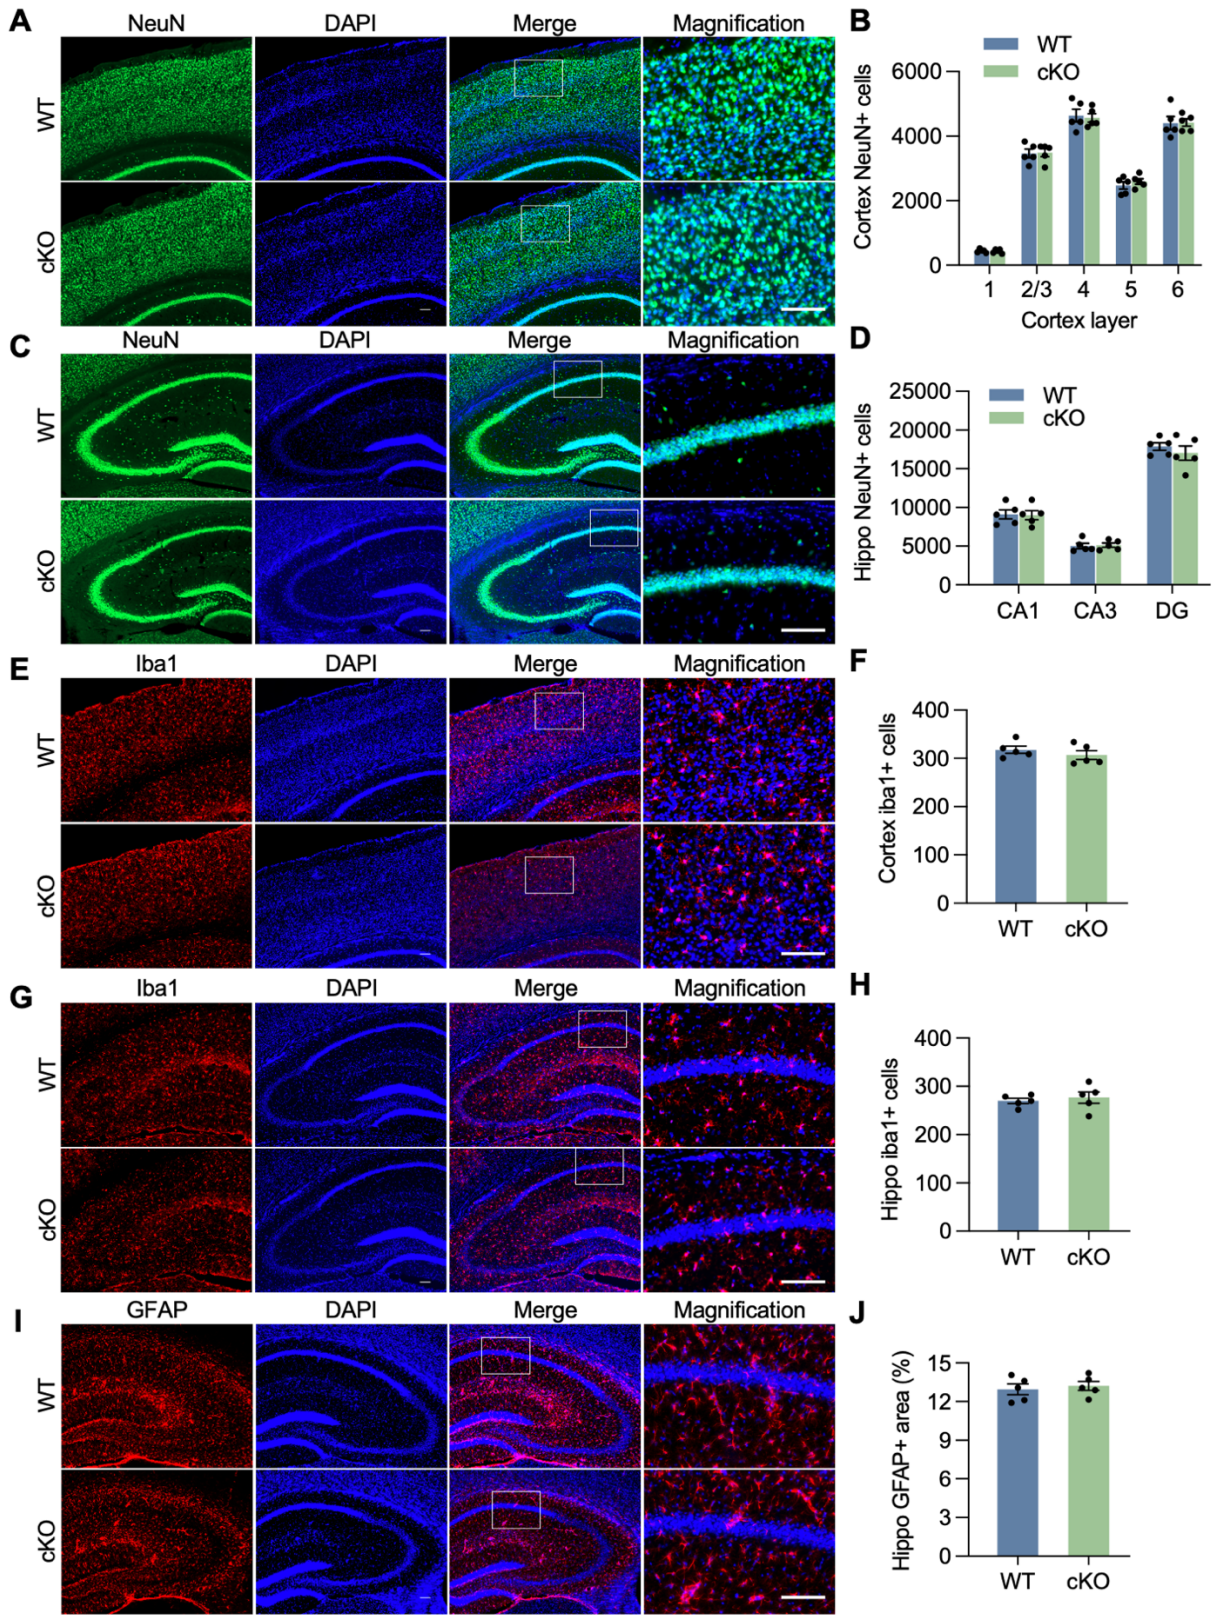 A
NeuN
DAPI
Merge
Magnification
WT
cKO
B
WT
cKO
Cortex NeuN+ cells
6000
4000
2000
0
1
2/3
4
5
6
Cortex layer
C
NeuN
DAPI
Merge
Magnification
WT
cKO
D
WT
cKO
Hippo NeuN+ cells
25000
20000
15000
10000
5000
0
CA1
CA3
DG
E
Iba1
DAPI
Merge
Magnification
WT
cKO
F
Cortex iba1+ cells
400
300
200
100
0
WT
cKO
G
Iba1
DAPI
Merge
Magnification
WT
cKO
H
Hippo iba1+ cells
400
300
200
100
0
WT
cKO
I
GFAP
DAPI
Merge
Magnification
WT
cKO
J
Hippo GFAP+ area (%)
15
12
9
6
3
0
WT
cKO